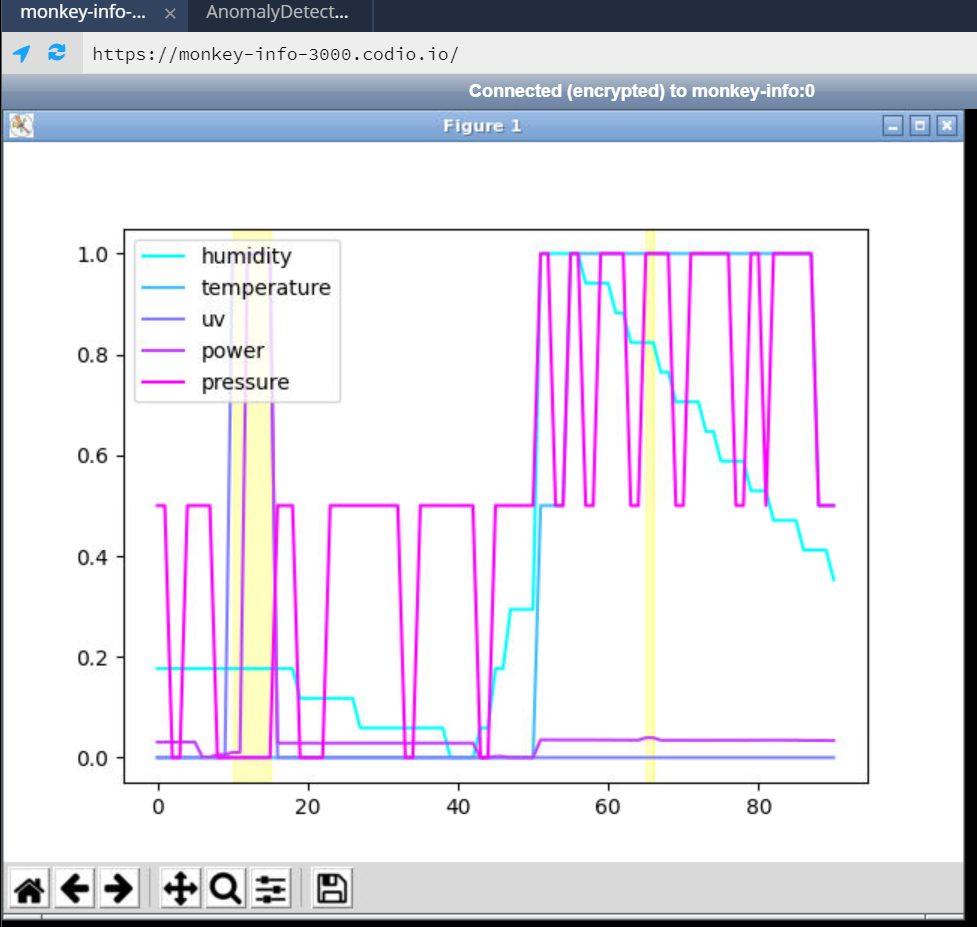 monkey-info-... ×
AnomalyDetect...
https://monkey-info-3000.codio.io/
Connected (encrypted) to monkey-info:0
Figure 1
humidity
temperature
uv
power
pressure
1.0
0.8
0.6
0.4
0.2
0.0
0 20 40 60 80